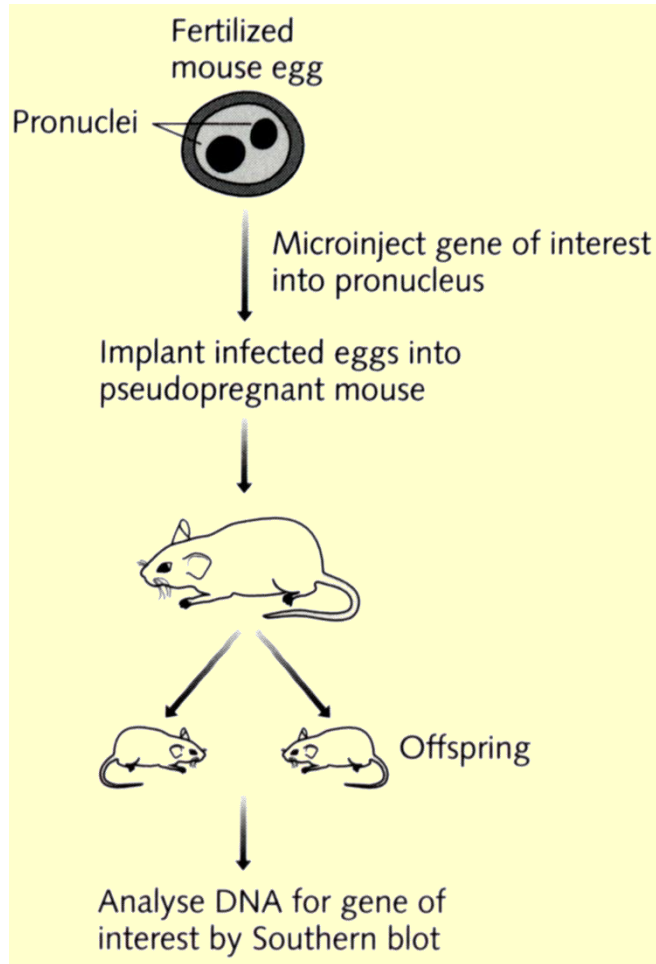 Fertilized
mouse egg
Pronuclei
Microinject gene of interest
into pronucleus
Implant infected eggs into
pseudopregnant mouse
Offspring
Analyse DNA for gene of
interest by Southern blot